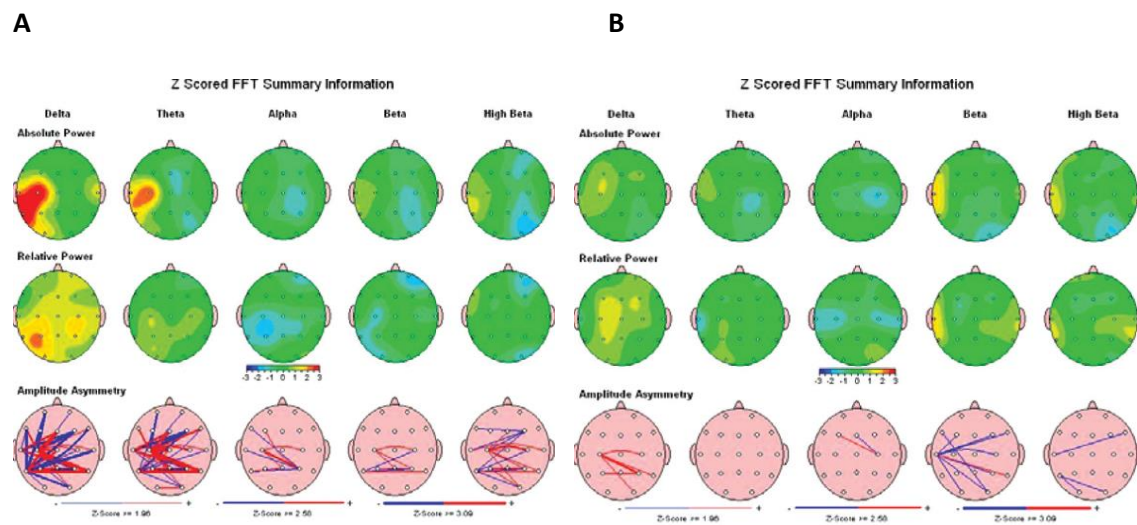 A
Z Scored FFT Summary Information
Delta Theta Alpha Beta High Beta
Absolute Power
Relative Power
-3 -2 -1 0 1 2 3
Amplitude Asymmetry
- + - + - +
Z-Score >= 1.96 Z-Score >= 2.58 Z-Score >= 3.09
B
Z Scored FFT Summary Information
Delta Theta Alpha Beta High Beta
Absolute Power
Relative Power
-3 -2 -1 0 1 2 3
Amplitude Asymmetry
- + - + - +
Z-Score >= 1.96 Z-Score >= 2.58 Z-Score >= 3.09